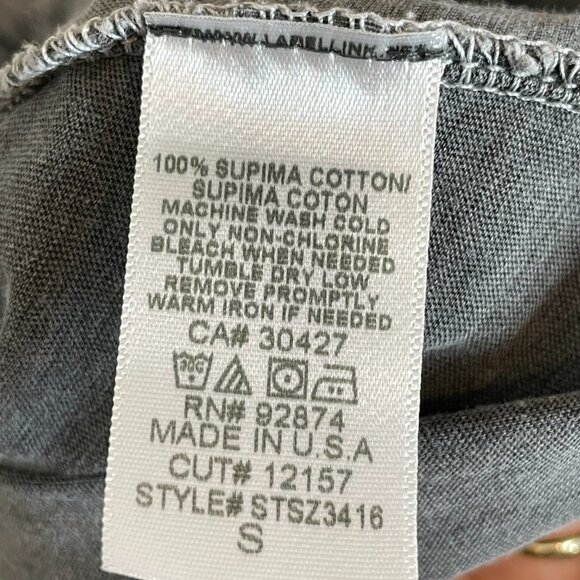 LABELLINK
100% SUPIMA COTTON/
SUPIMA COTON
MACHINE WASH COLD
ONLY NON-CHLORINE
BLEACH WHEN NEEDED
TUMBLE DRY LOW
REMOVE PROMPTLY
WARM IRON IF NEEDED
CA# 30427
RN# 92874
MADE IN U.S.A
CUT# 12157
STYLE# STSZ3416
S